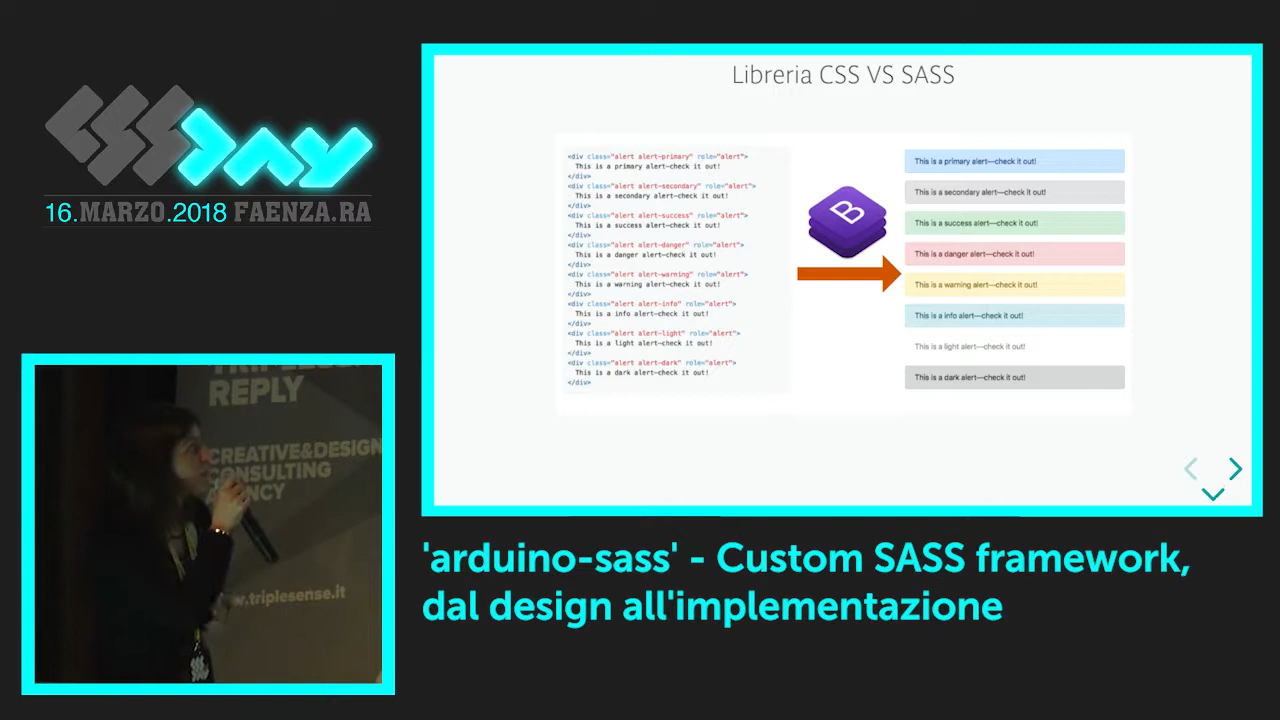 CSS DAY
16.MARZO.2018 FAENZA.RA
Libreria CSS VS SASS
<div class="alert alert-primary" role="alert">
This is a primary alert—check it out!
</div>
<div class="alert alert-secondary" role="alert">
This is a secondary alert—check it out!
</div>
<div class="alert alert-success" role="alert">
This is a success alert—check it out!
</div>
<div class="alert alert-danger" role="alert">
This is a danger alert—check it out!
</div>
<div class="alert alert-warning" role="alert">
This is a warning alert—check it out!
</div>
<div class="alert alert-info" role="alert">
This is a info alert—check it out!
</div>
<div class="alert alert-light" role="alert">
This is a light alert—check it out!
</div>
<div class="alert alert-dark" role="alert">
This is a dark alert—check it out!
</div>
B
This is a primary alert—check it out!
This is a secondary alert—check it out!
This is a success alert—check it out!
This is a danger alert—check it out!
This is a warning alert—check it out!
This is a info alert—check it out!
This is a light alert—check it out!
This is a dark alert—check it out!
REPLY
CREATIVE&DESIGN
CONSULTING
www.triplesense.it
'arduino-sass' - Custom SASS framework,
dal design all'implementazione